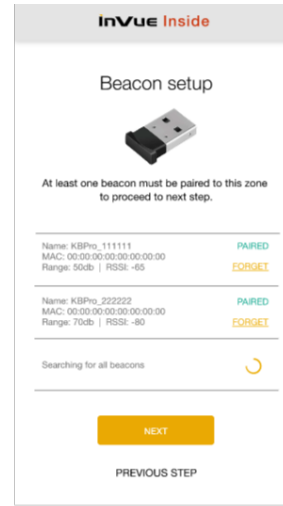 InVue Inside
Beacon setup
At least one beacon must be paired to this zone
to proceed to next step.
Name: KBPro_111111
PAIRED
MAC: 00:00:00:00:00:00:00:00
Range: 50db | RSSI: -65
FORGET
Name: KBPro_222222
PAIRED
MAC: 00:00:00:00:00:00:00:00
Range: 70db | RSSI: -80
FORGET
Searching for all beacons
NEXT
PREVIOUS STEP